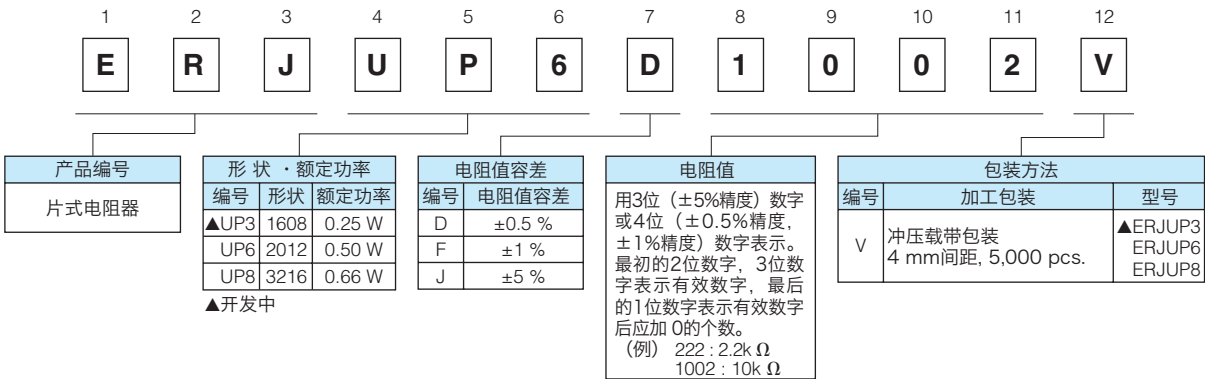 1 2 3 4 5 6 7 8 9 10 11 12
E R J U P 6 D 1 0 0 2 V
产品编号
片式电阻器
形 状 ・额定功率
编号 形状 额定功率
▲UP3 1608 0.25 W
UP6 2012 0.50 W
UP8 3216 0.66 W
▲开发中
电阻值容差
编号 电阻值容差
D ±0.5 %
F ±1 %
J ±5 %
电阻值
用3位（±5%精度）数字
或4位（±0.5%精度，
±1%精度）数字表示。
最初的2位数字，3位数
字表示有效数字，最后
的1位数字表示有效数字
后应加 0的个数。
（例） 222 : 2.2k Ω
1002 : 10k Ω
包装方法
编号 加工包装 型号
V 冲压载带包装
4 mm间距, 5,000 pcs.
▲ERJUP3
ERJUP6
ERJUP8